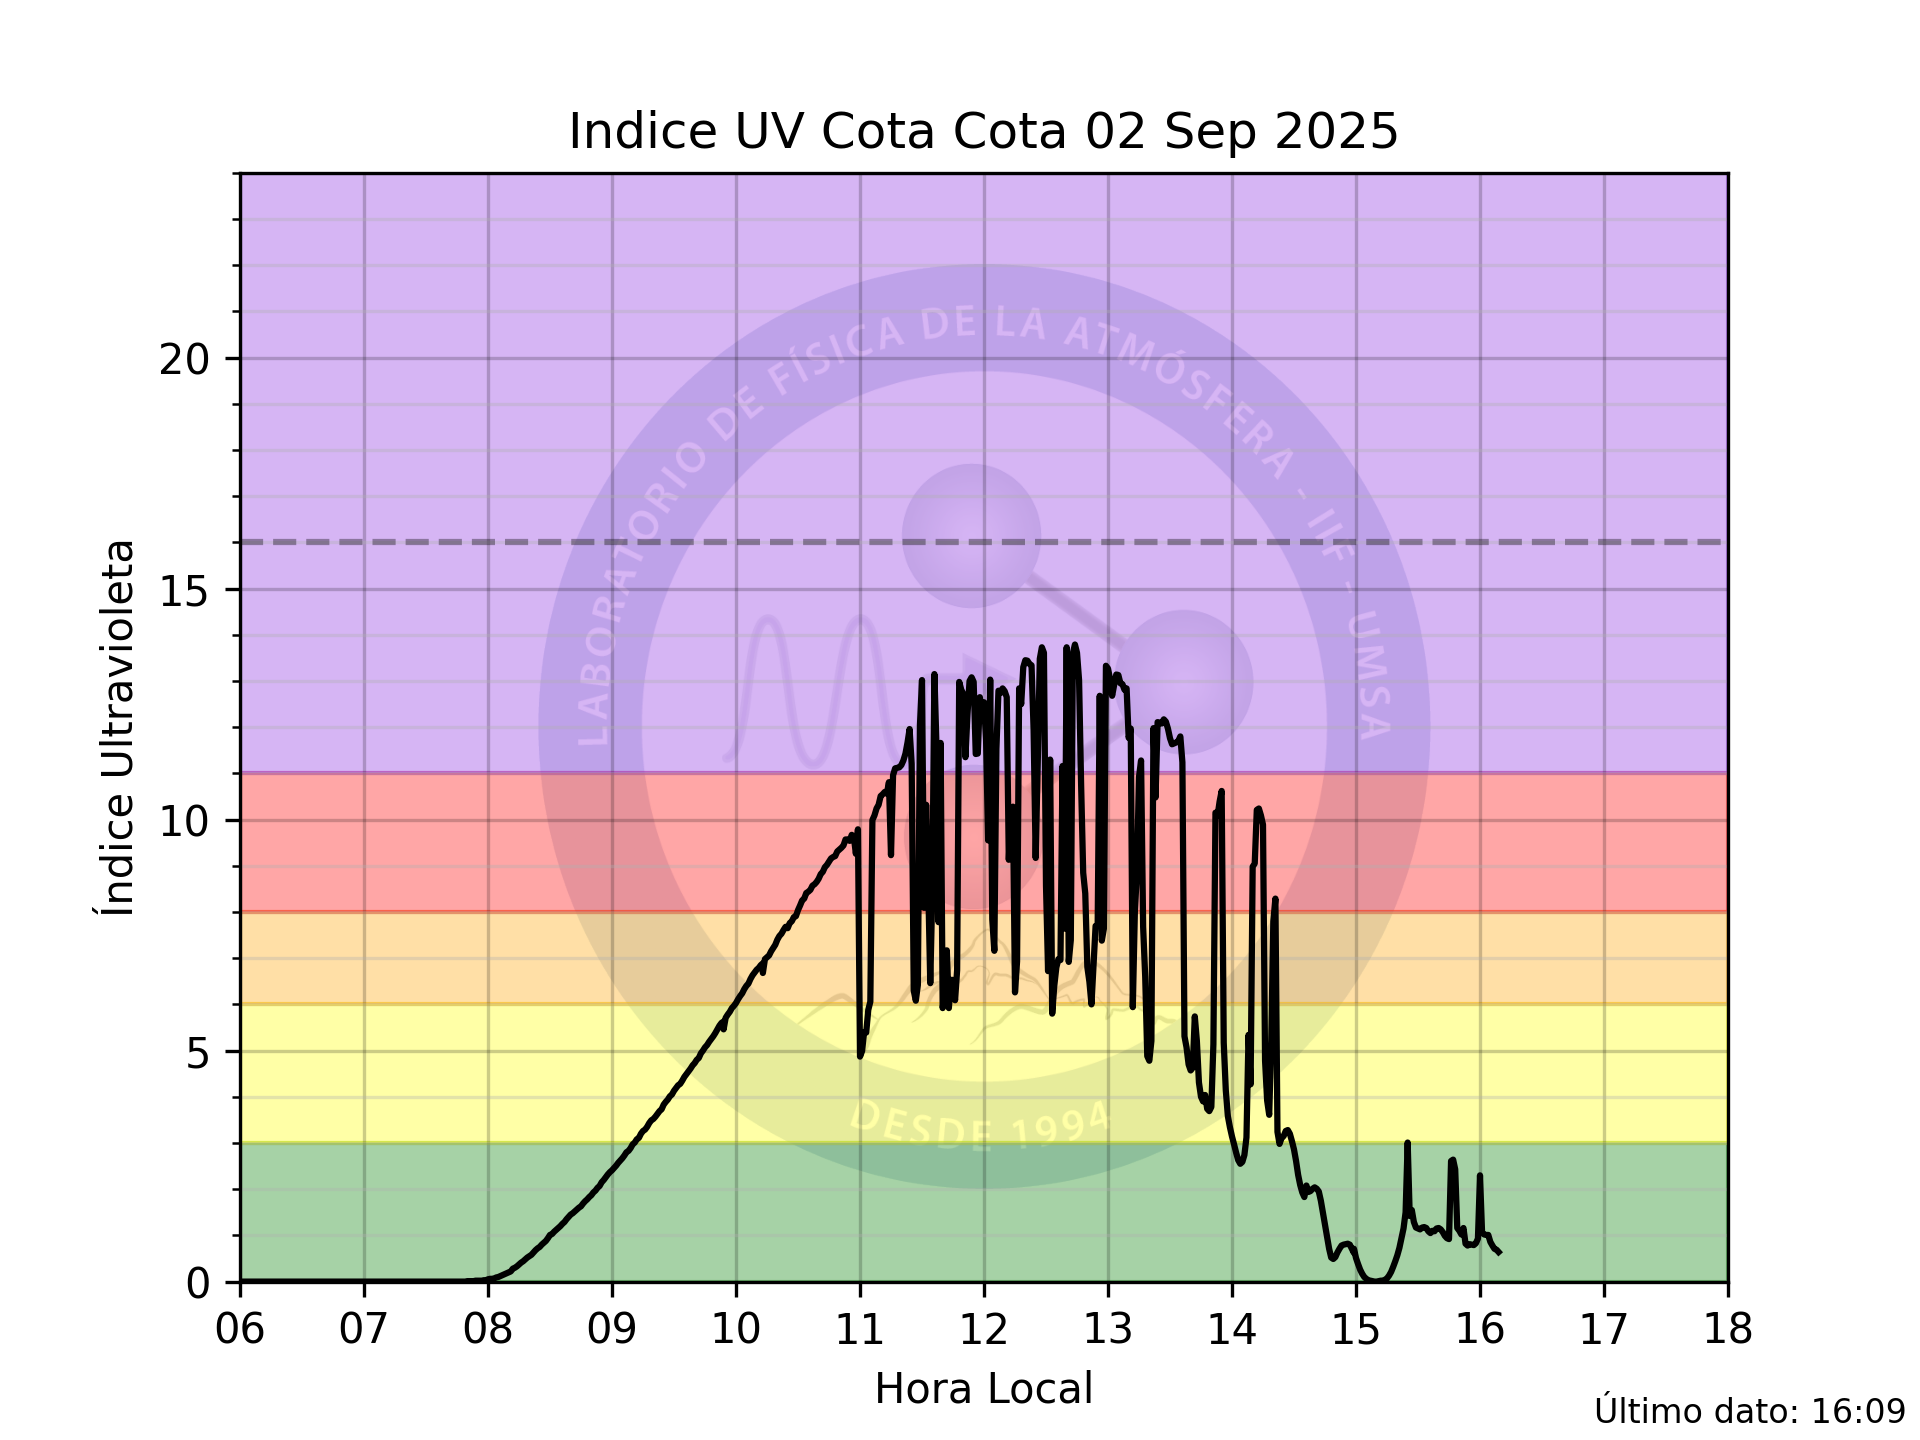 Indice UV Cota Cota 02 Sep 2025
LABORATORIO DE FÍSICA DE LA ATMÓSFERA - IIF - UMSA
DESDE 1994
Índice Ultravioleta
20
15
10
5
0
06 07 08 09 10 11 12 13 14 15 16 17 18
Hora Local
Último dato: 16:09